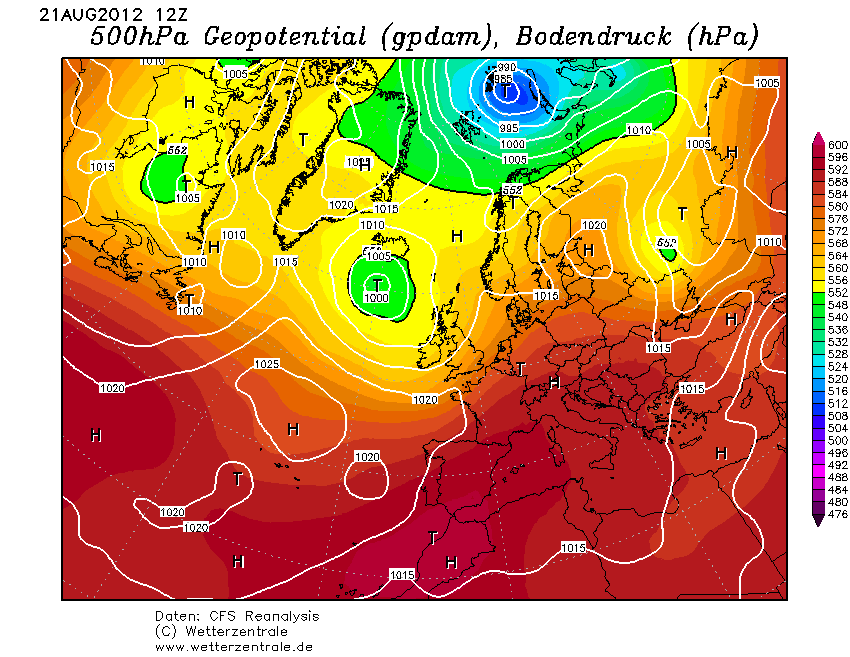 21AUG2012 12Z
500hPa Geopotential (gpdam), Bodendruck (hPa)
1010 990
1005 985 1005
H T
995 1010
T 1000 1005
552 1005 H
1015 H
T 552
1005 1020 1015 T T
1010 1020
1010 H
H 552 H 552 1010
1010 1015 1005
T
T 1000 1015
1010 H
1015
1025 T
1020 H 1015
1020
H H
1020 H
T
1020
1020
T
H H 1015
1015
600
596
592
588
584
580
576
572
568
564
560
556
552
548
544
540
536
532
528
524
520
516
512
508
504
500
496
492
488
484
480
476
Daten: CFS Reanalysis
(C) Wetterzentrale
www.wetterzentrale.de